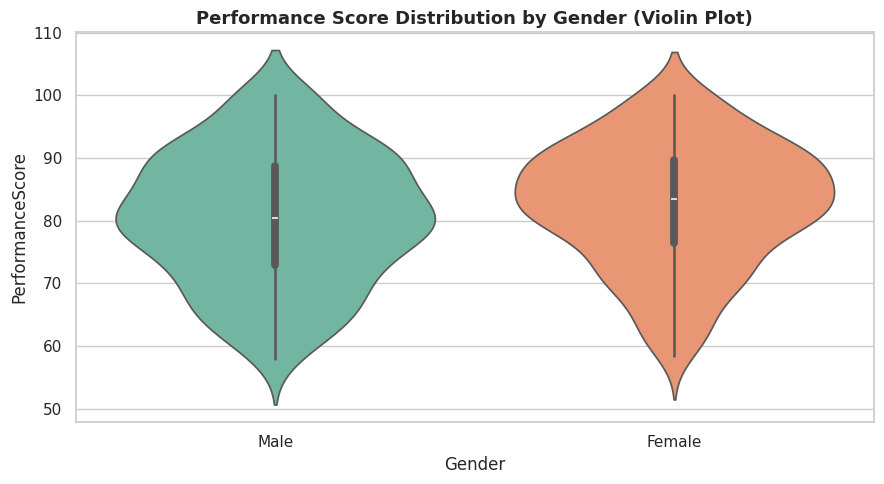 Performance Score Distribution by Gender (Violin Plot)
110
100
90
80
70
60
50
PerformanceScore
Male
Female
Gender